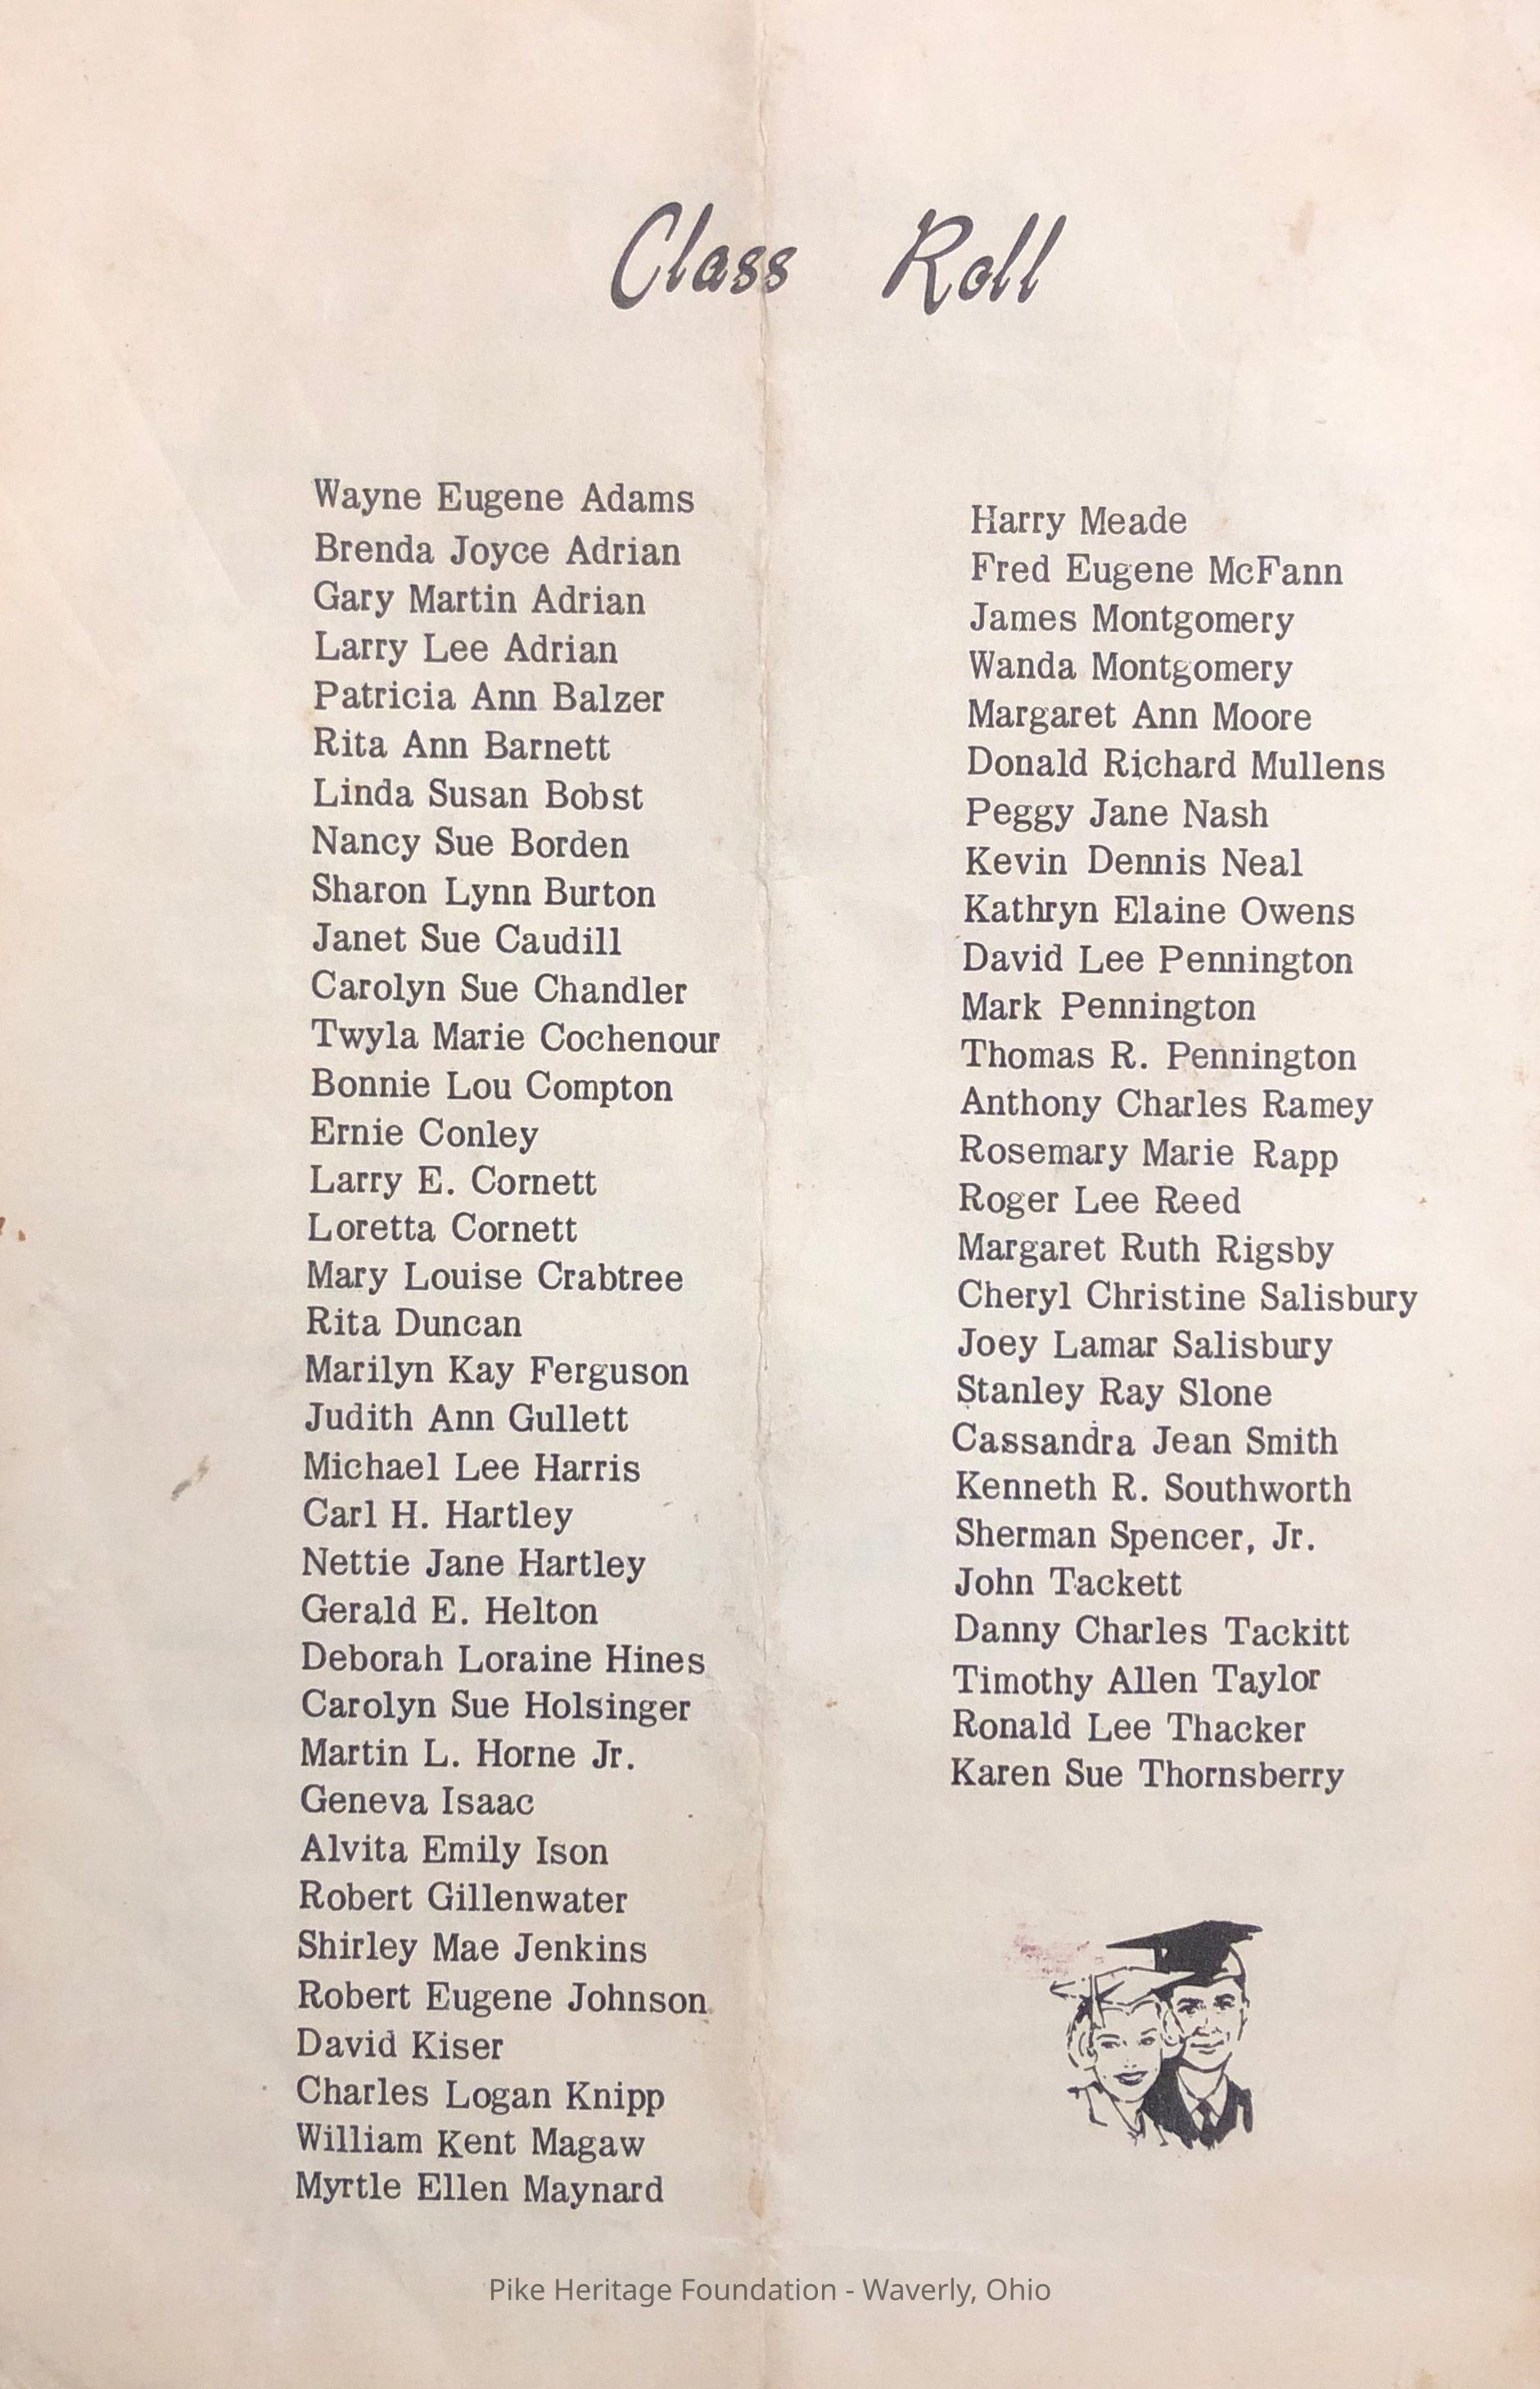 Class Roll
Wayne Eugene Adams
Brenda Joyce Adrian
Gary Martin Adrian
Larry Lee Adrian
Patricia Ann Balzer
Rita Ann Barnett
Linda Susan Bobst
Nancy Sue Borden
Sharon Lynn Burton
Janet Sue Caudill
Carolyn Sue Chandler
Twyla Marie Cochenour
Bonnie Lou Compton
Ernie Conley
Larry E. Cornett
Loretta Cornett
Mary Louise Crabtree
Rita Duncan
Marilyn Kay Ferguson
Judith Ann Gullett
Michael Lee Harris
Carl H. Hartley
Nettie Jane Hartley
Gerald E. Helton
Deborah Loraine Hines
Carolyn Sue Holsinger
Martin L. Horne Jr.
Geneva Isaac
Alvita Emily Ison
Robert Gillenwater
Shirley Mae Jenkins
Robert Eugene Johnson
David Kiser
Charles Logan Knipp
William Kent Magaw
Myrtle Ellen Maynard
Harry Meade
Fred Eugene McFann
James Montgomery
Wanda Montgomery
Margaret Ann Moore
Donald Richard Mullens
Peggy Jane Nash
Kevin Dennis Neal
Kathryn Elaine Owens
David Lee Pennington
Mark Pennington
Thomas R. Pennington
Anthony Charles Ramey
Rosemary Marie Rapp
Roger Lee Reed
Margaret Ruth Rigsby
Cheryl Christine Salisbury
Joey Lamar Salisbury
Stanley Ray Slone
Cassandra Jean Smith
Kenneth R. Southworth
Sherman Spencer, Jr.
John Tackett
Danny Charles Tackitt
Timothy Allen Taylor
Ronald Lee Thacker
Karen Sue Thornsberry
Pike Heritage Foundation - Waverly, Ohio